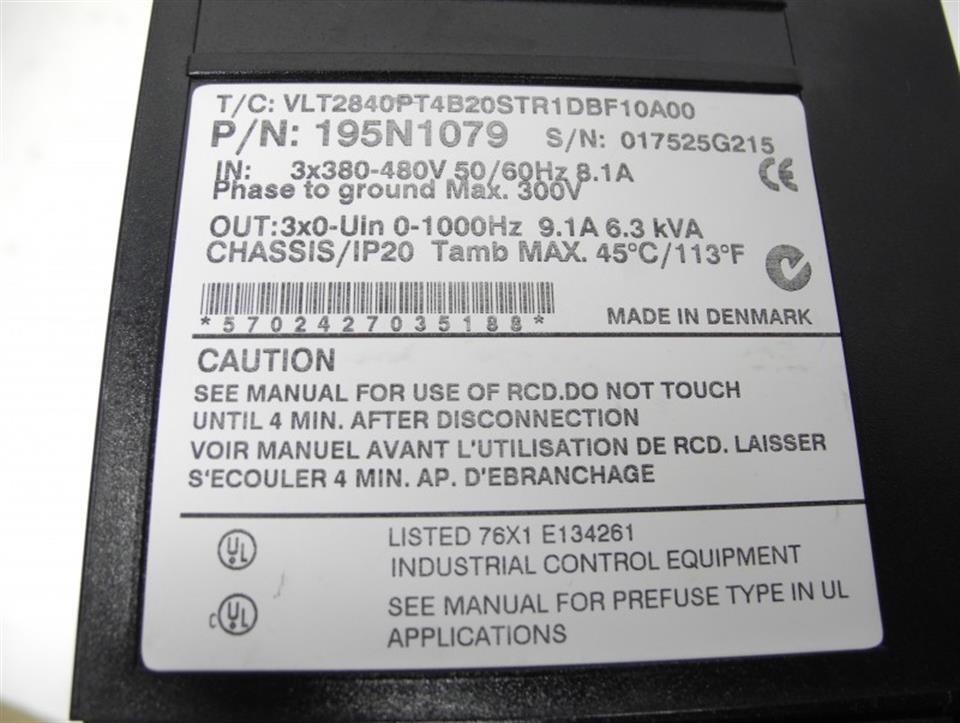 T/C: VLT2840PT4B20STR1DBF10A00
P/N: 195N1079 S/N: 017525G215
IN: 3x380-480V 50/60Hz 8.1A
Phase to ground Max. 300V
OUT:3x0-Uin 0-1000Hz 9.1A 6.3 kVA
CHASSIS/IP20 Tamb MAX. 45°C/113°F
CE
*5702427035188*
MADE IN DENMARK
CAUTION
SEE MANUAL FOR USE OF RCD.DO NOT TOUCH
UNTIL 4 MIN. AFTER DISCONNECTION
VOIR MANUEL AVANT L'UTILISATION DE RCD. LAISSER
S'ECOULER 4 MIN. AP. D'EBRANCHAGE
UL
LISTED 76X1 E134261
INDUSTRIAL CONTROL EQUIPMENT
c UL
SEE MANUAL FOR PREFUSE TYPE IN UL
APPLICATIONS